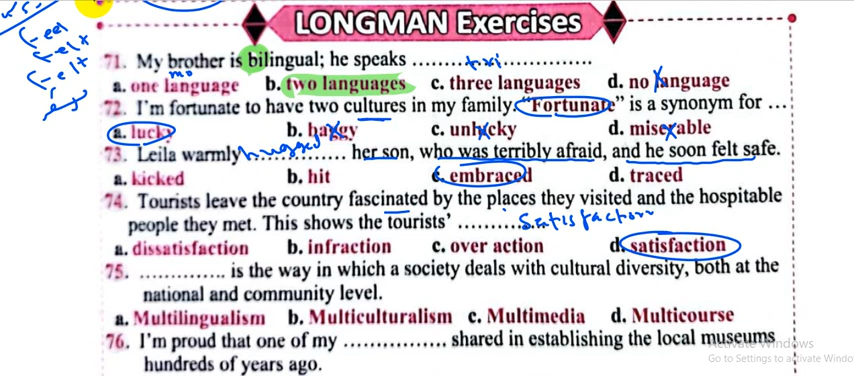 LONGMAN Exercises
71. My brother is bilingual; he speaks ............................
a. one language b. two languages c. three languages d. no language
72. I'm fortunate to have two cultures in my family. "Fortunate" is a synonym for ...
a. lucky b. baggy c. unlucky d. miserable
73. Leila warmly hugged ............... her son, who was terribly afraid, and he soon felt safe.
a. kicked b. hit c. embraced d. traced
74. Tourists leave the country fascinated by the places they visited and the hospitable
people they met. This shows the tourists' .......... satisfaction
a. dissatisfaction b. infraction c. over action d. satisfaction
75. ............... is the way in which a society deals with cultural diversity, both at the
national and community level.
a. Multilingualism b. Multiculturalism c. Multimedia d. Multicourse
76. I'm proud that one of my ................. shared in establishing the local museums
hundreds of years ago.
Activate Windows
Go to Settings to activate Windo